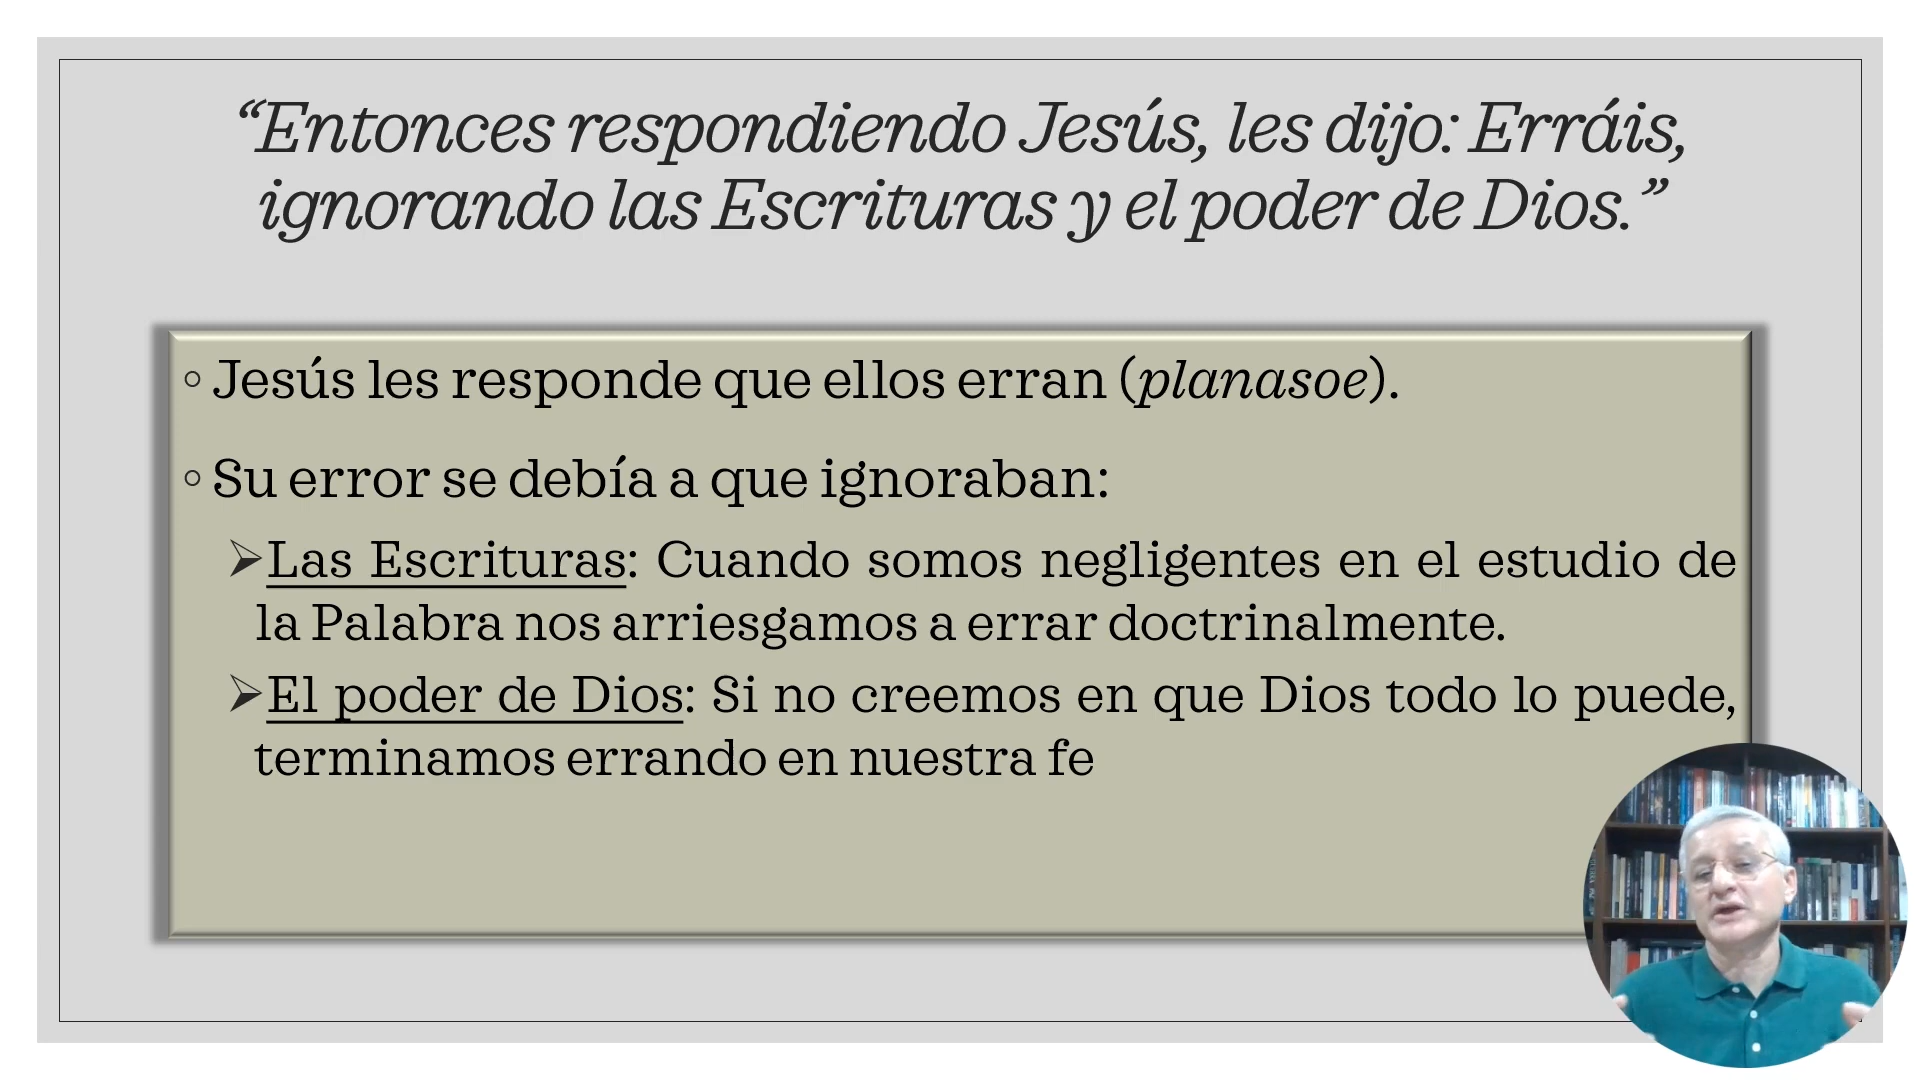 “Entonces respondiendo Jesús, les dijo: Erráis,
ignorando las Escrituras y el poder de Dios.”
◦ Jesús les responde que ellos erran (planasoe).
◦ Su error se debía a que ignoraban:
➢Las Escrituras: Cuando somos negligentes en el estudio de
la Palabra nos arriesgamos a errar doctrinalmente.
➢El poder de Dios: Si no creemos en que Dios todo lo puede,
terminamos errando en nuestra fe